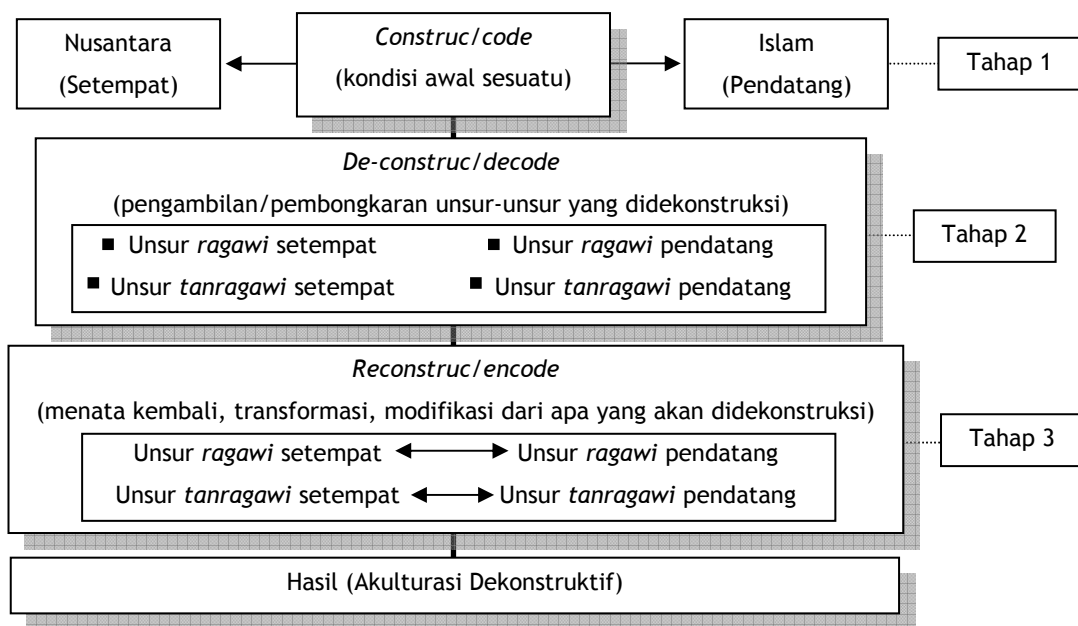 Nusantara
(Setempat)
Construc/code
(kondisi awal sesuatu)
Islam
(Pendatang)
Tahap 1
De-construc/decode
(pengambilan/pembongkaran unsur-unsur yang didekonstruksi)
▪ Unsur ragawi setempat
▪ Unsur ragawi pendatang
▪ Unsur tanragawi setempat
▪ Unsur tanragawi pendatang
Tahap 2
Reconstruc/encode
(menata kembali, transformasi, modifikasi dari apa yang akan didekonstruksi)
Unsur ragawi setempat
Unsur ragawi pendatang
Unsur tanragawi setempat
Unsur tanragawi pendatang
Tahap 3
Hasil (Akulturasi Dekonstruktif)